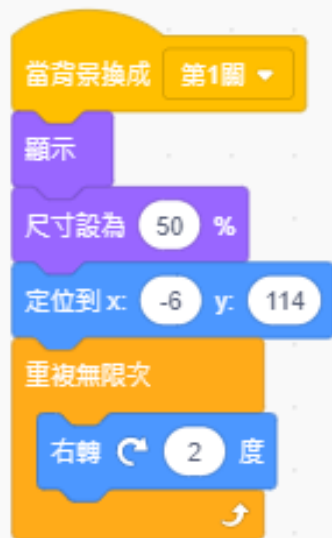 當背景換成 第1關
顯示
尺寸設為 50 %
定位到 x: -6 y: 114
重複無限次
右轉 2 度